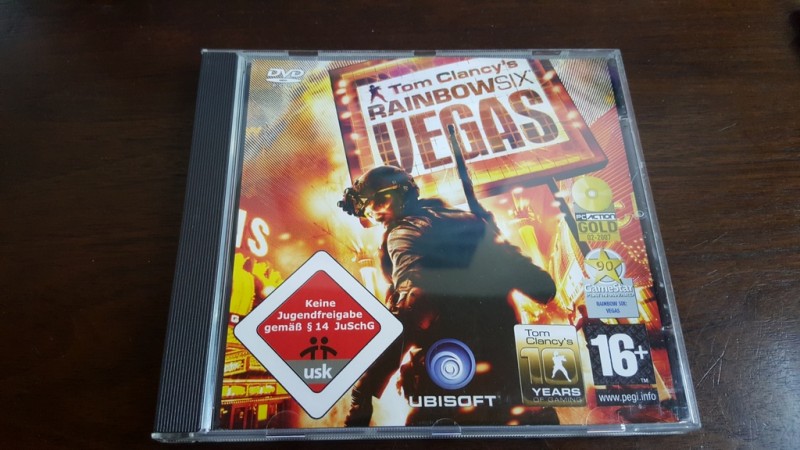 DVD
Tom Clancy's
RAINBOWSIX
VEGAS
PC ACTION
GOLD
90
GameStar
RAINBOW SIX:
VEGAS
Keine
Jugendfreigabe
gemäß § 14 JuSchG
usk
UBISOFT
Tom
Clancy's
10
YEARS
OF GAMING
16+
TM
www.pegi.info